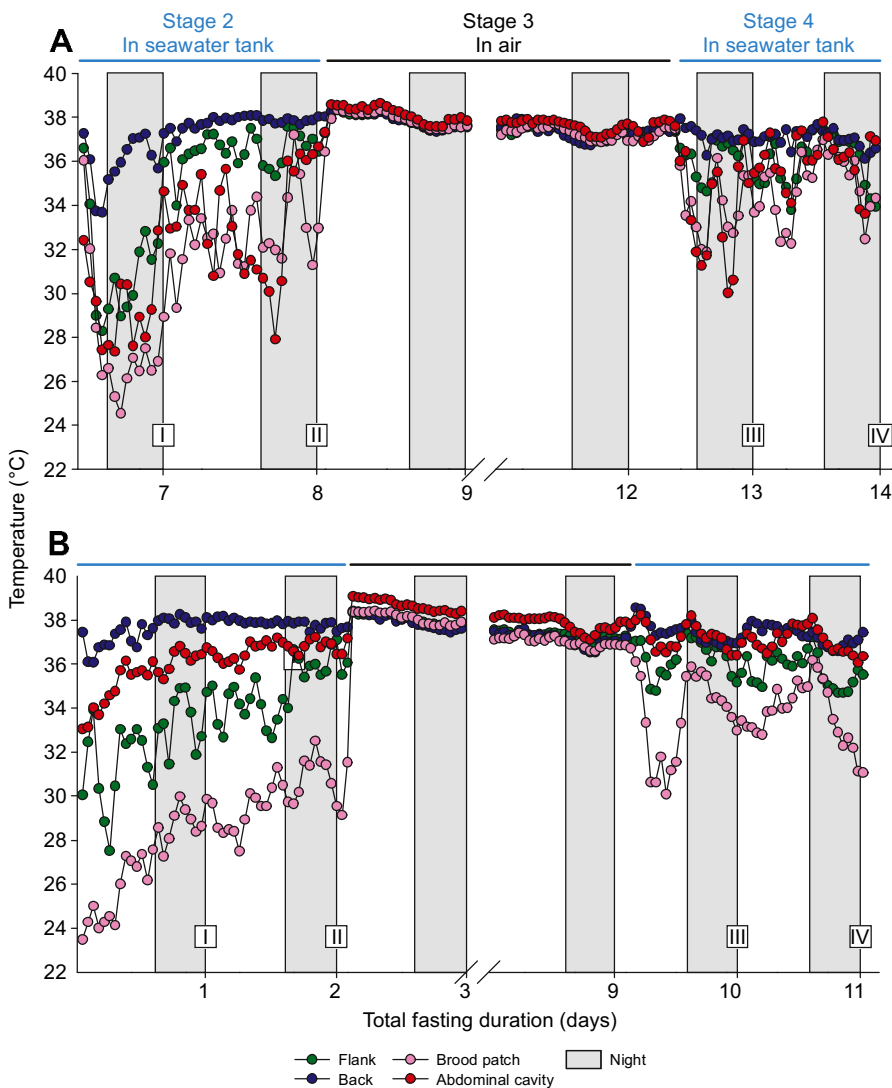 Stage 2
In seawater tank
Stage 3
In air
Stage 4
In seawater tank
A
40
38
36
34
32
30
28
26
24
22
I
II
III
IV
7
8
9
12
13
14
Temperature (°C)
B
40
38
36
34
32
30
28
26
24
22
I
II
III
IV
1
2
3
9
10
11
Total fasting duration (days)
Flank
Brood patch
Night
Back
Abdominal cavity